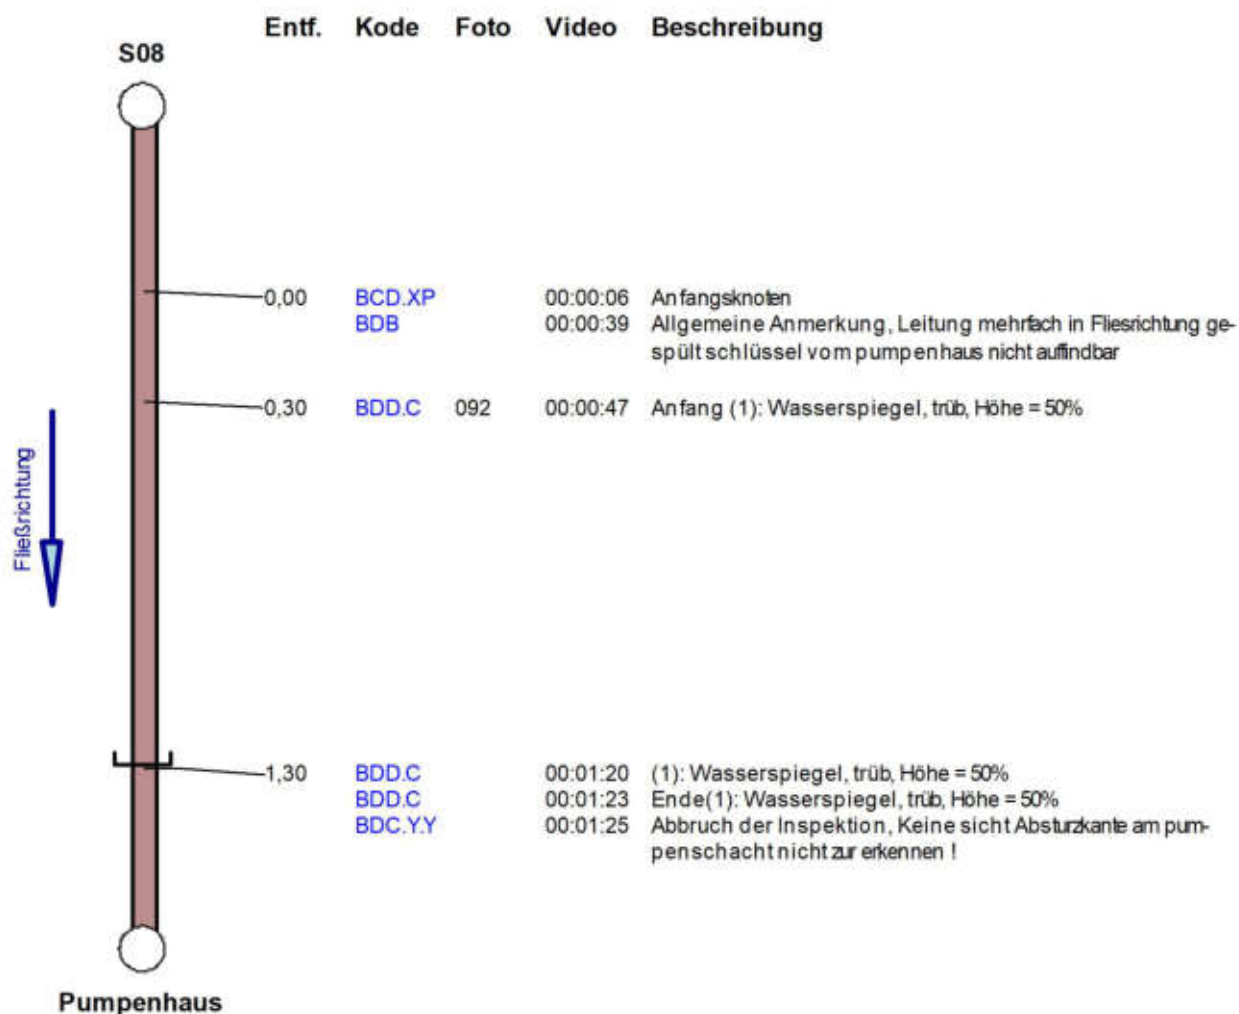 Entf. Kode Foto Video Beschreibung
S08
0,00 BCD.XP 00:00:06 Anfangsknoten
BDB 00:00:39 Allgemeine Anmerkung, Leitung mehrfach in Fliesrichtung ge-
spült schlüssel vom pumpenhaus nicht auffindbar
0,30 BDD.C 092 00:00:47 Anfang (1): Wasserspiegel, trüb, Höhe = 50%
Fließrichtung
1,30 BDD.C 00:01:20 (1): Wasserspiegel, trüb, Höhe = 50%
BDD.C 00:01:23 Ende(1): Wasserspiegel, trüb, Höhe = 50%
BDC.Y.Y 00:01:25 Abbruch der Inspektion, Keine sicht Absturzkante am pum-
penschacht nicht zur erkennen !
Pumpenhaus